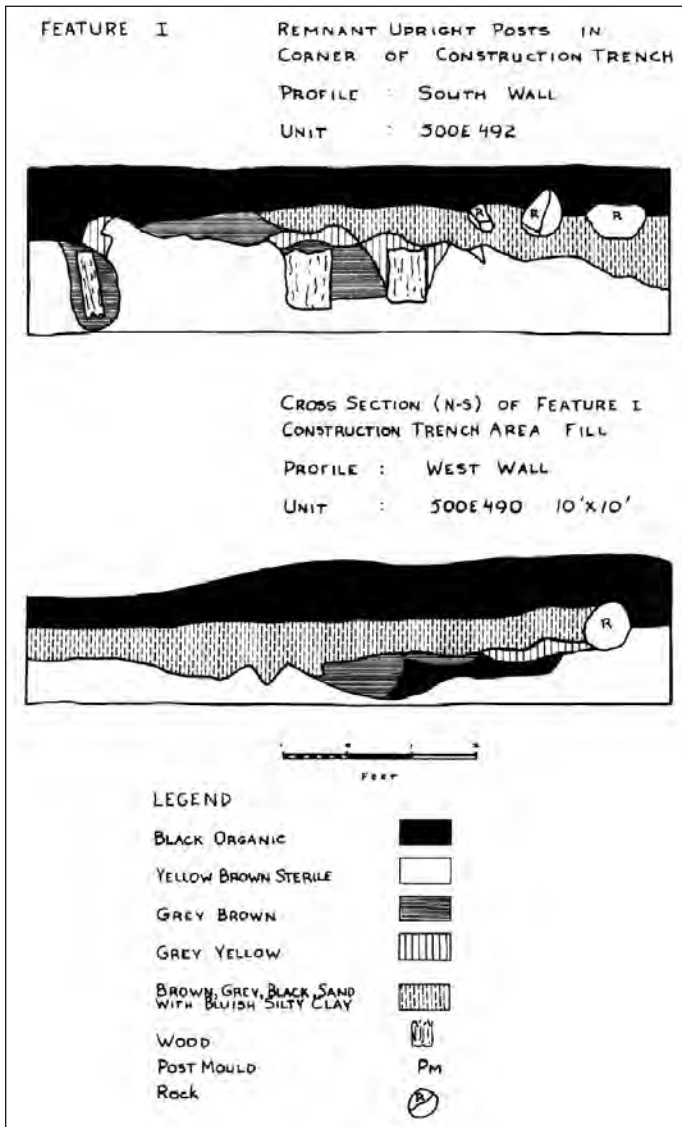 FEATURE I
REMNANT UPRIGHT POSTS IN
CORNER OF CONSTRUCTION TRENCH
PROFILE : SOUTH WALL
UNIT : 500E 492
R
R
R
CROSS SECTION (N-S) OF FEATURE I
CONSTRUCTION TRENCH AREA FILL
PROFILE : WEST WALL
UNIT : 500E490 10'X10'
R
FEET
LEGEND
BLACK ORGANIC
YELLOW BROWN STERILE
GREY BROWN
GREY YELLOW
BROWN, GREY, BLACK, SAND
WITH BLUISH SILTY CLAY
WOOD
POST MOULD PM
ROCK R